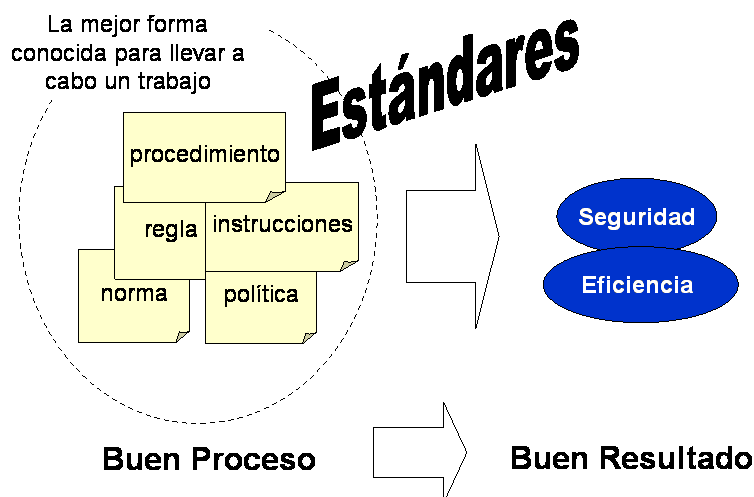 La mejor forma
conocida para llevar a
cabo un trabajo
Estándares
procedimiento
regla
instrucciones
norma
política
Seguridad
Eficiencia
Buen Proceso
Buen Resultado